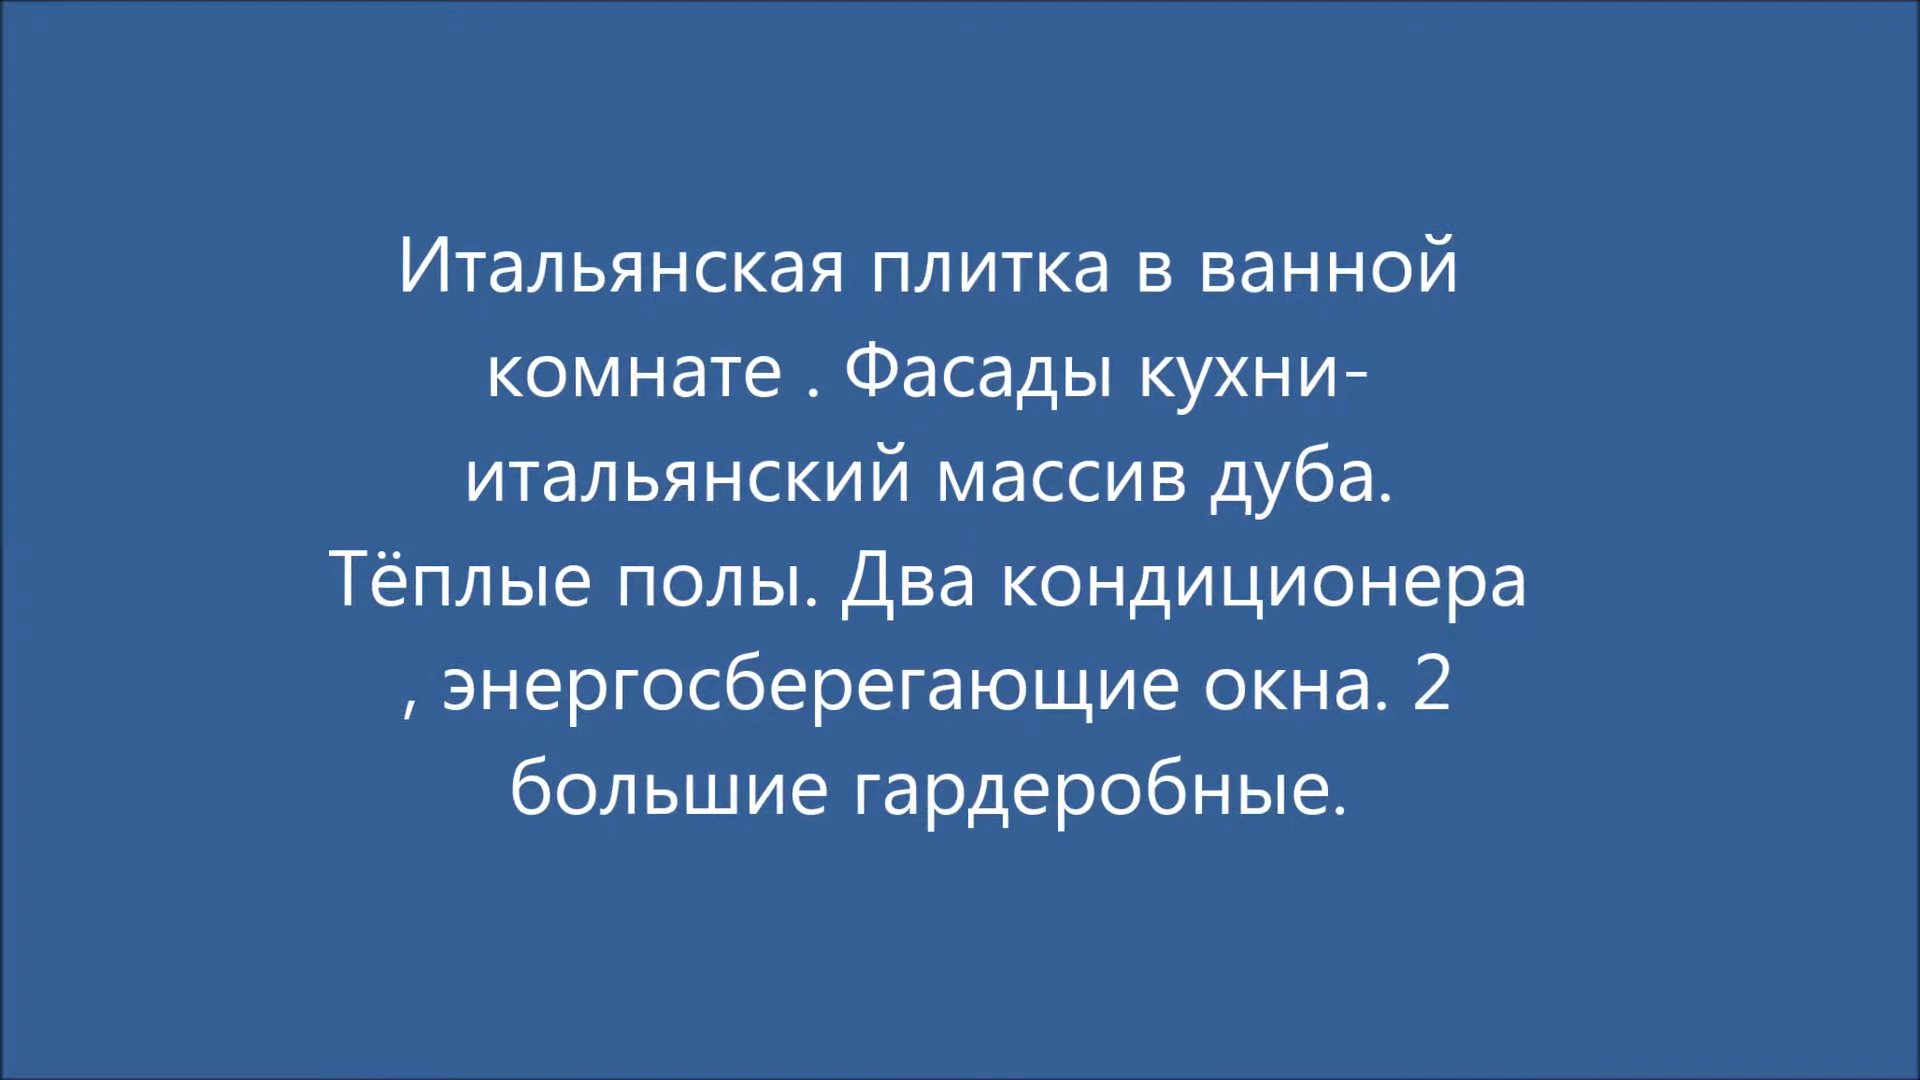 Итальянская плитка в ванной
комнате . Фасады кухни-
итальянский массив дуба.
Тёплые полы. Два кондиционера
, энергосберегающие окна. 2
большие гардеробные.